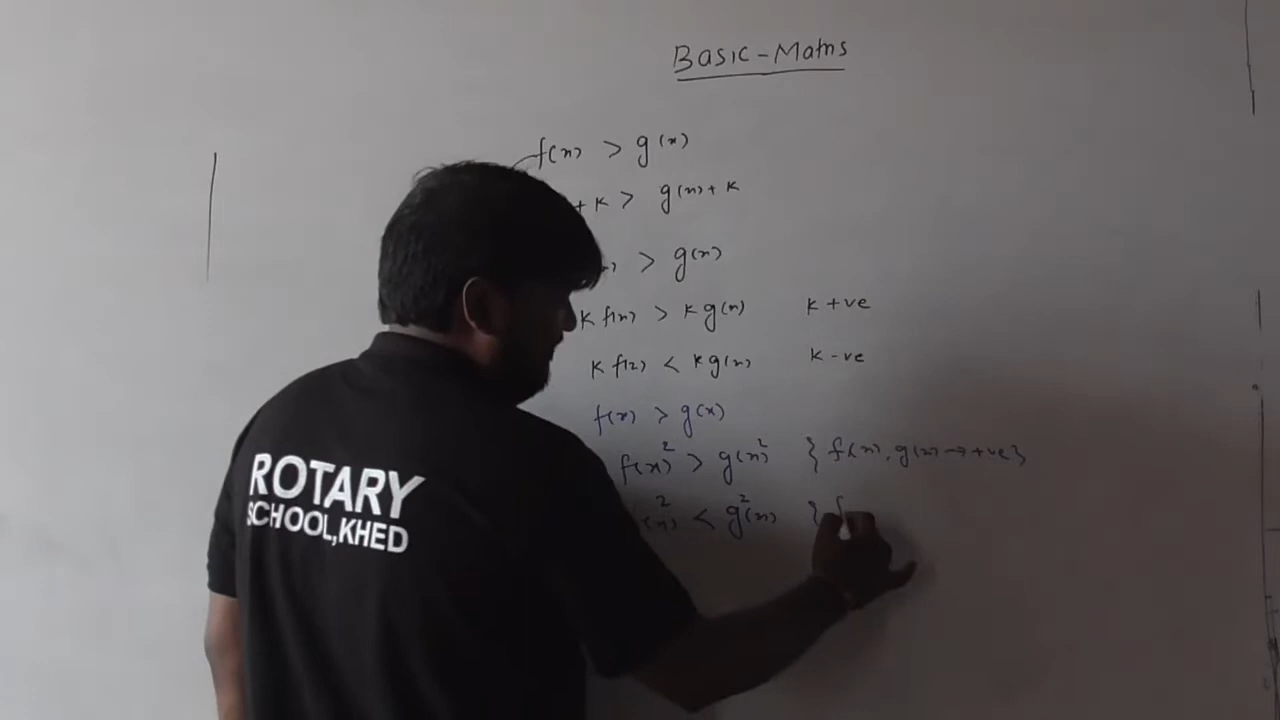 Basic-Maths
f(x) > g(x)
+ k > g(x) + k
> g(x)
k f(x) > k g(x) k +ve
k f(x) < k g(x) k -ve
f(x) > g(x)
f(x)² > g(x)² { f(x), g(x) → +ve }
< g²(x) { f
ROTARY
SCHOOL,KHED